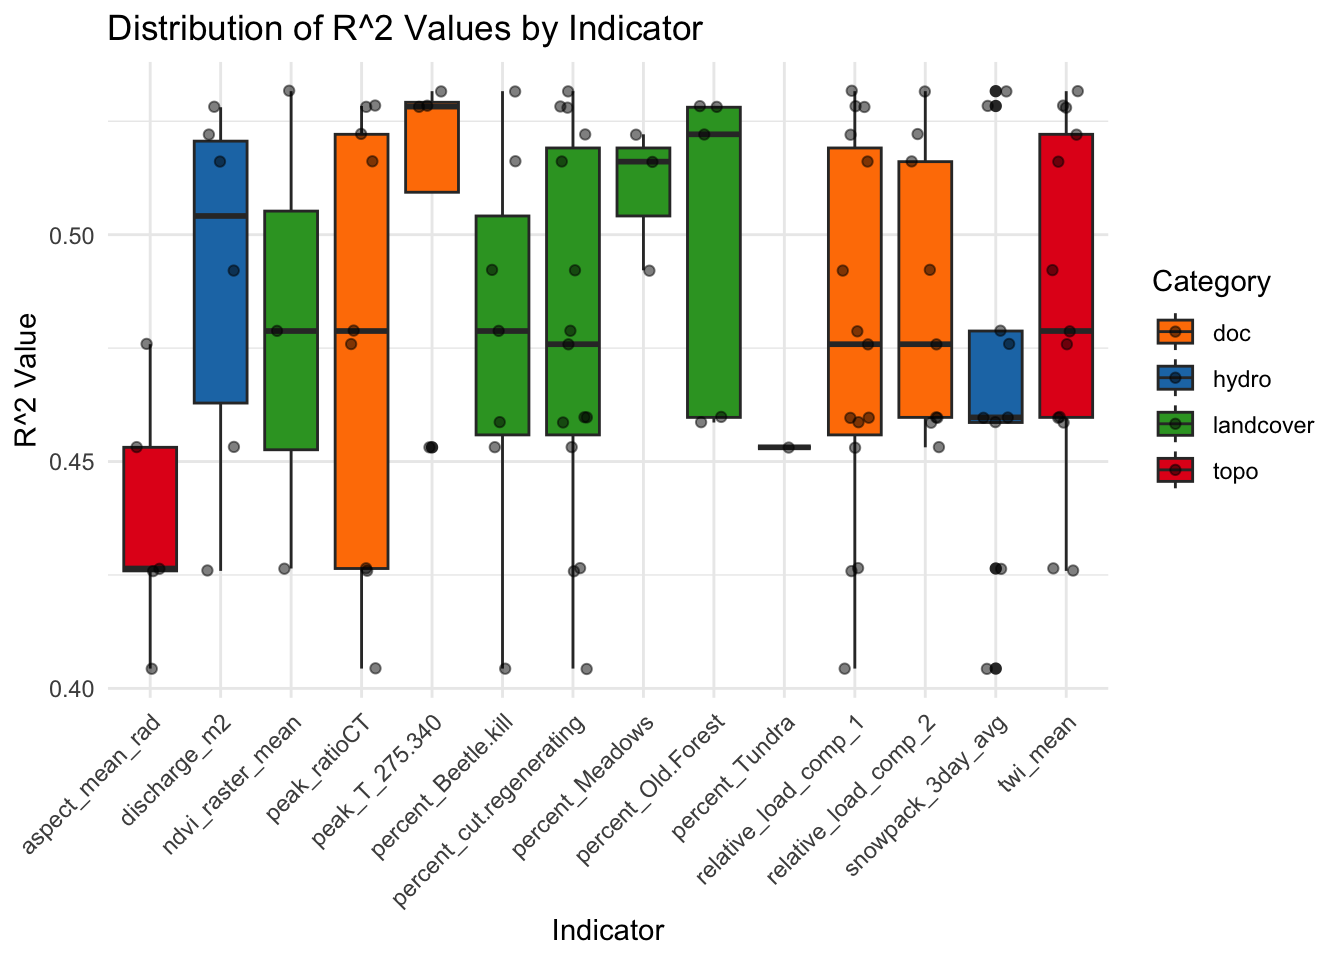 Distribution of R^2 Values by Indicator
R^2 Value
0.50
0.45
0.40
aspect_mean_rad
discharge_m2
ndvi_raster_mean
peak_ratioCT
peak_T_275.340
percent_Beetle.kill
percent_cut.regenerating
percent_Meadows
percent_Old.Forest
percent_Tundra
relative_load_comp_1
relative_load_comp_2
snowpack_3day_avg
twi_mean
Indicator
Category
doc
hydro
landcover
topo